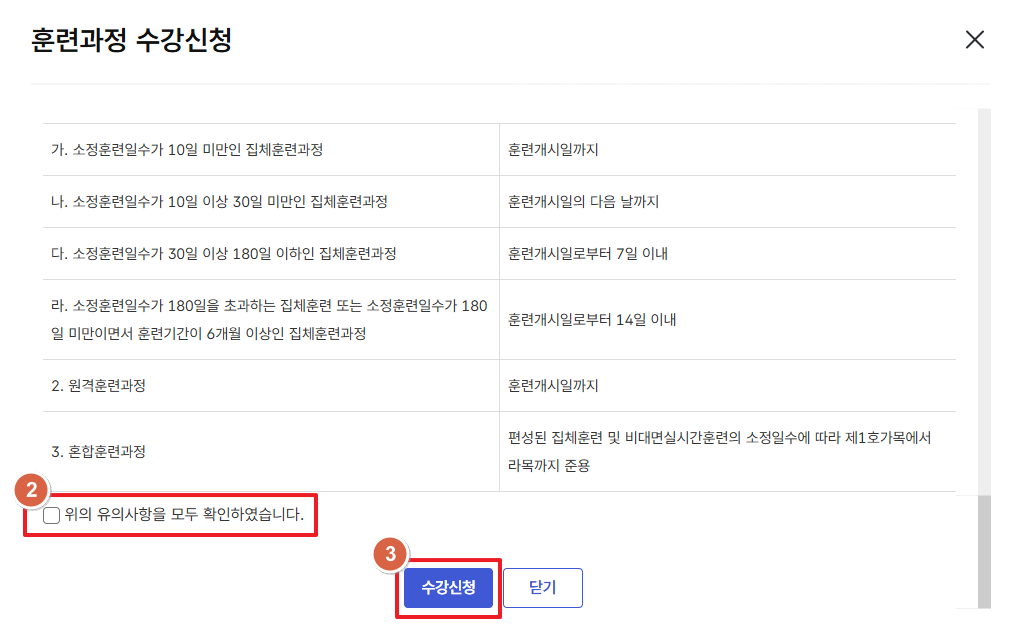 훈련과정 수강신청
가. 소정훈련일수가 10일 미만인 집체훈련과정
훈련개시일까지
나. 소정훈련일수가 10일 이상 30일 미만인 집체훈련과정
훈련개시일의 다음 날까지
다. 소정훈련일수가 30일 이상 180일 이하인 집체훈련과정
훈련개시일로부터 7일 이내
라. 소정훈련일수가 180일을 초과하는 집체훈련 또는 소정훈련일수가 180
일 미만이면서 훈련기간이 6개월 이상인 집체훈련과정
훈련개시일로부터 14일 이내
2. 원격훈련과정
훈련개시일까지
3. 혼합훈련과정
편성된 집체훈련 및 비대면실시간훈련의 소정일수에 따라 제1호가목에서
라목까지 준용
2
위의 유의사항을 모두 확인하였습니다.
3
수강신청
닫기